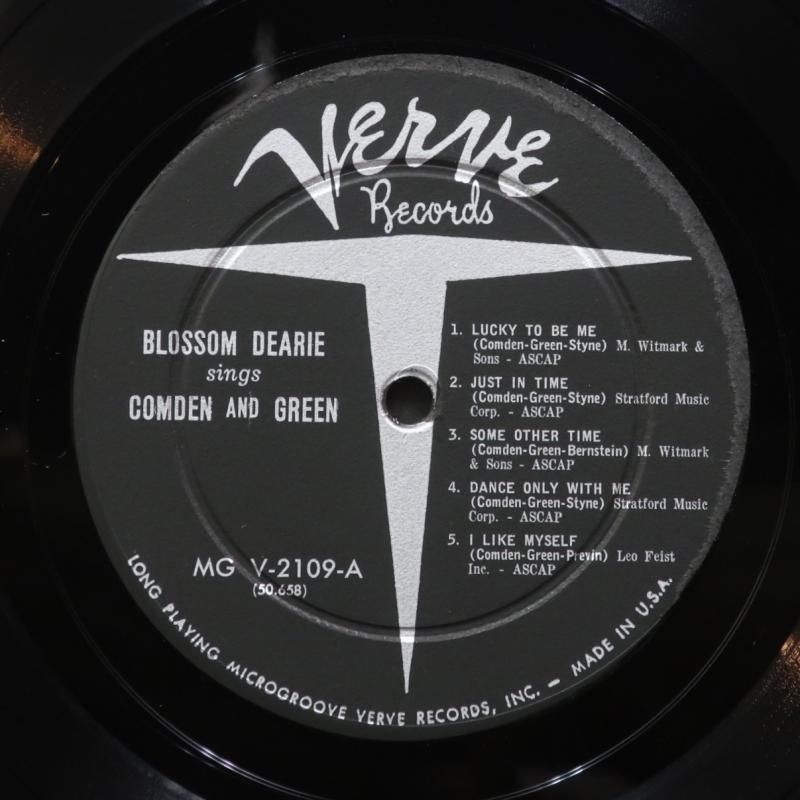 Verve
Records
BLOSSOM DEARIE
sings
COMDEN AND GREEN
1. LUCKY TO BE ME
(Comden-Green-Styne) M. Witmark &
Sons - ASCAP
2. JUST IN TIME
(Comden-Green-Styne) Stratford Music
Corp. - ASCAP
3. SOME OTHER TIME
(Comden-Green-Bernstein) M. Witmark
& Sons - ASCAP
4. DANCE ONLY WITH ME
(Comden-Green-Styne) Stratford Music
Corp. - ASCAP
5. I LIKE MYSELF
(Comden-Green-Previn) Leo Feist
Inc. - ASCAP
MG V-2109-A
(50.658)
LONG PLAYING MICROGROOVE VERVE RECORDS, INC. - MADE IN U.S.A.